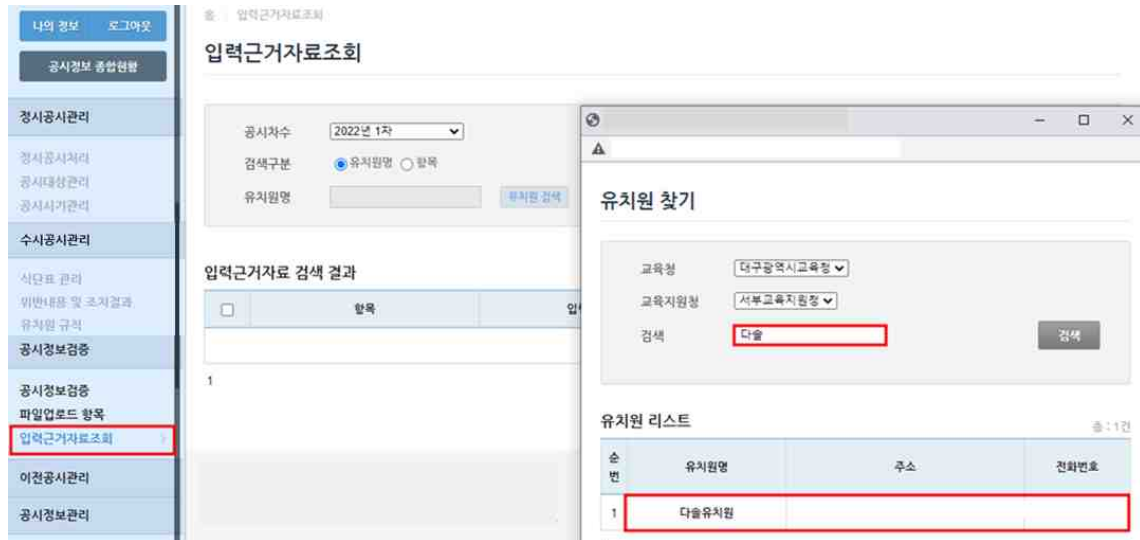 나의 정보 로그아웃
공시정보 종합현황
정시공시관리
정시공시처리
공시대상관리
공시시기관리
수시공시관리
식단표 관리
위반내용 및 조치결과
유치원 규칙
공시정보검증
공시정보검증
파일업로드 항목
입력근거자료조회
이전공시관리
공시정보관리
홈 입력근거자료조회
입력근거자료조회
공시차수 2022년 1차
검색구분 유치원명 항목
유치원명 유치원 검색
입력근거자료 검색 결과
항목
1
유치원 찾기
교육청 대구광역시교육청
교육지원청 서부교육지원청
검색 다솔 검색
유치원 리스트 총 : 1건
순번 유치원명 주소 전화번호
1 다솔유치원